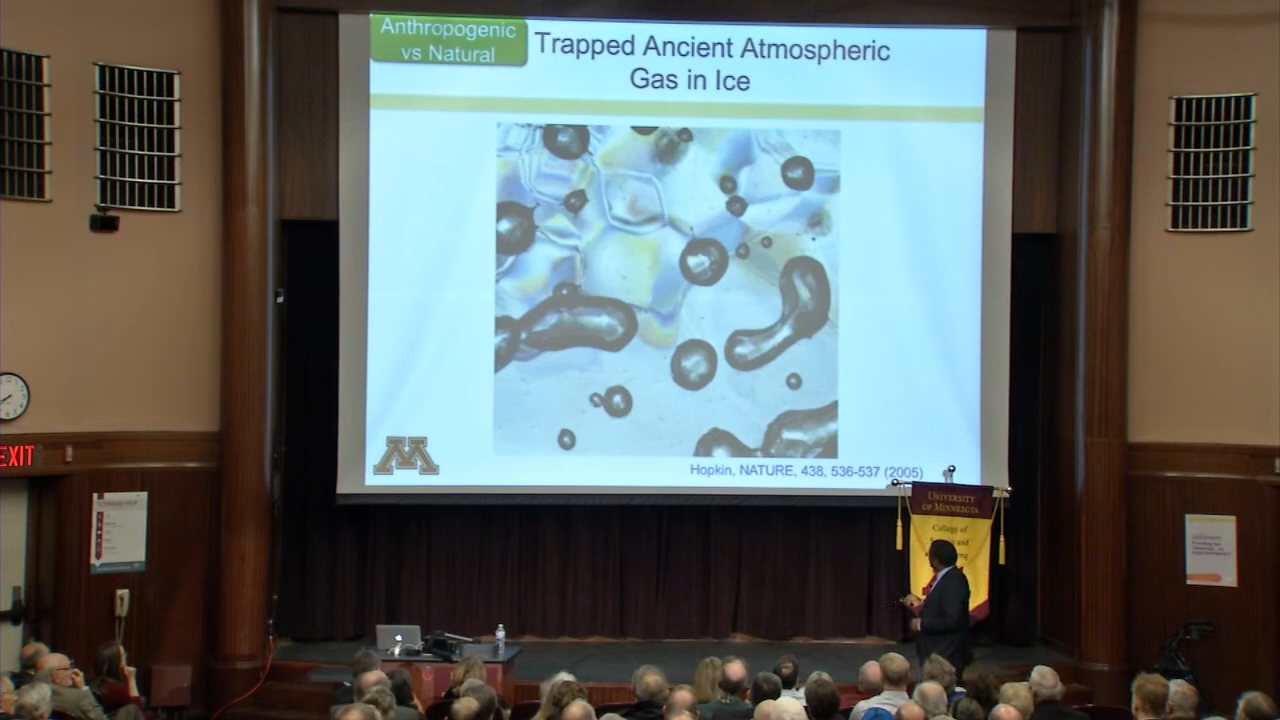 Anthropogenic
vs Natural
Trapped Ancient Atmospheric
Gas in Ice
M
Hopkin, NATURE, 438, 536-537 (2005)
EXIT
UNIVERSITY
OF MINNESOTA
College of